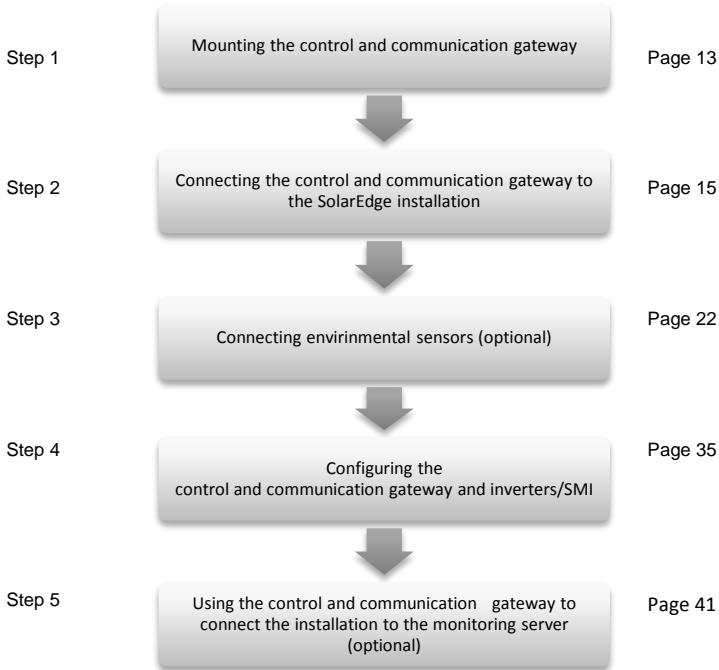 Step 1
Mounting the control and communication gateway
Page 13
Step 2
Connecting the control and communication gateway to
the SolarEdge installation
Page 15
Step 3
Connecting envirinmental sensors (optional)
Page 22
Step 4
Configuring the
control and communication gateway and inverters/SMI
Page 35
Step 5
Using the control and communication gateway to
connect the installation to the monitoring server
(optional)
Page 41